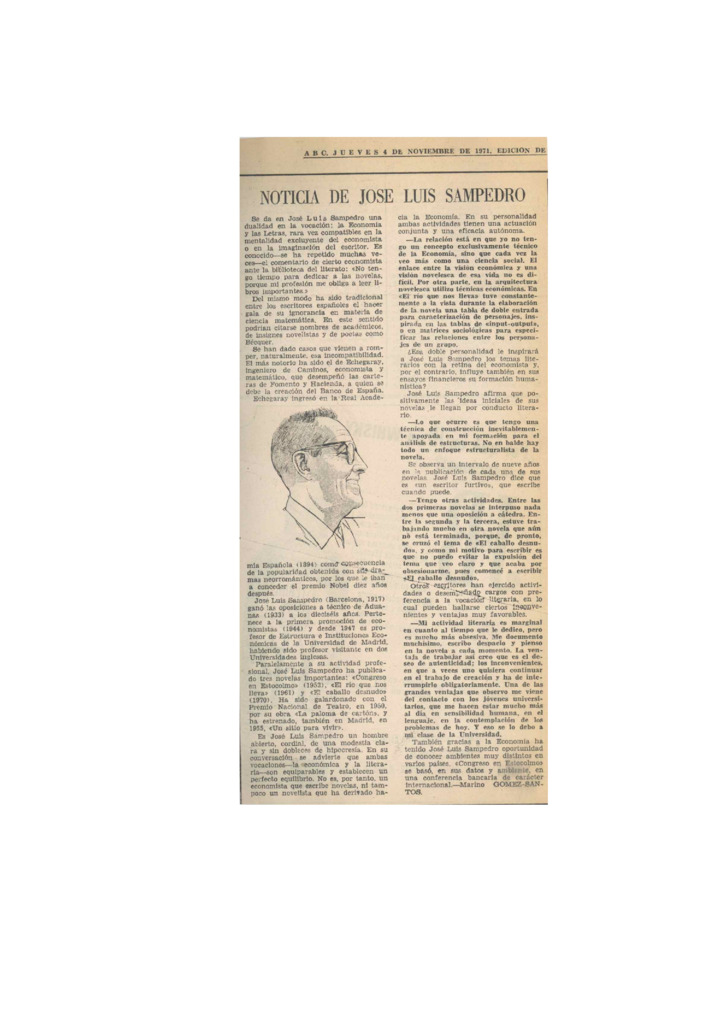 A B C. J U E V E S 4 DE NOVIEMBRE DE 1971. EDICION DE
NOTICIA DE JOSE LUIS SAMPEDRO
Se da en José Luis Sampedro una
dualidad en la vocación: la Economía
y las Letras, rara vez compatibles en la
mentalidad excluyente del economista
o en la imaginación del escritor. Es
conocido—se ha repetido muchas ve-
ces—el comentario de cierto economista
ante la biblioteca del literato: «No ten-
go tiempo para dedicar a las novelas,
porque mi profesión me obliga a leer li-
bros importantes.»
Del mismo modo ha sido tradicional
entre los escritores españoles el hacer
gala de su ignorancia en materia de
ciencia matemática. En este sentido
podrían citarse nombres de académicos,
de insignes novelistas y de poetas como
Bécquer.
Se han dado casos que vienen a rom-
per, naturalmente, esa incompatibilidad.
El más notorio ha sido el de Echegaray,
ingeniero de Caminos, economista y
matemático, que desempeñó las carte-
ras de Fomento y Hacienda, a quien se
debe la creación del Banco de España.
Echegaray ingresó en la Real Acade-
mia Española (1894) como consecuencia
de la popularidad obtenida con sus dra-
mas neorrománticos, por los que le iban
a conceder el premio Nobel diez años
después.
José Luis Sampedro (Barcelona, 1917)
ganó las oposiciones a técnico de Adua-
nas (1933) a los dieciséis años. Perte-
nece a la primera promoción de eco-
nomistas (1944) y desde 1947 es pro-
fesor de Estructura e Instituciones Eco-
nómicas de la Universidad de Madrid,
habiendo sido profesor visitante en dos
Universidades inglesas.
Paralelamente a su actividad profe-
sional, José Luis Sampedro ha publica-
do tres novelas importantes: «Congreso
en Estocolmo» (1952), «El río que nos
lleva» (1961) y «El caballo desnudo»
(1970). Ha sido galardonado con el
Premio Nacional de Teatro, en 1950,
por su obra «La paloma de cartón», y
ha estrenado, también en Madrid, en
1955, «Un sitio para vivir».
Es José Luis Sampedro un hombre
abierto, cordial, de una modestia cla-
ra y sin dobleces de hipocresía. En su
conversación se advierte que ambas
vocaciones—la económica y la litera-
ria—son equiparables y establecen un
perfecto equilibrio. No es, por tanto, un
economista que escribe novelas, ni tam-
poco un novelista que ha derivado ha-
cia la Economía. En su personalidad
ambas actividades tienen una actuación
conjunta y una eficacia autónoma.
—La relación está en que yo no ten-
go un concepto exclusivamente técnico
de la Economía, sino que cada vez la
veo más como una ciencia social. El
enlace entre la visión económica y una
visión novelesca de esa vida no es di-
fícil. Por otra parte, en la arquitectura
novelesca utilizo técnicas económicas. En
«El río que nos lleva» tuve constante-
mente a la vista durante la elaboración
de la novela una tabla de doble entrada
para caracterización de personajes, ins-
pirada en las tablas de «input-output»,
o en matrices sociológicas para especi-
ficar las relaciones entre los persona-
jes de un grupo.
¿Esa doble personalidad le inspirará
a José Luis Sampedro los temas lite-
rarios con la retina del economista y,
por el contrario, influye también en sus
ensayos financieros su formación huma-
nística?
José Luis Sampedro afirma que po-
sitivamente las ideas iniciales de sus
novelas le llegan por conducto litera-
rio.
—Lo que ocurre es que tengo una
técnica de construcción inevitablemen-
te apoyada en mi formación para el
análisis de estructuras. No en balde hay
todo un enfoque estructuralista de la
novela.
Se observa un intervalo de nueve años
en la publicación de cada una de sus
novelas. José Luis Sampedro dice que
es «un escritor furtivo», que escribe
cuando puede.
—Tengo otras actividades. Entre las
dos primeras novelas se interpuso nada
menos que una oposición a cátedra. En-
tre la segunda y la tercera, estuve tra-
bajando mucho en otra novela que aún
no está terminada, porque, de pronto,
se cruzó el tema de «El caballo desnu-
do», y como mi motivo para escribir es
que no puedo evitar la expulsión del
tema que veo claro y que acaba por
obsesionarme, pues comencé a escribir
«El caballo desnudo».
Otros escritores han ejercido activi-
dades o desempeñado cargos con pre-
ferencia a la vocación literaria, en lo
cual pueden hallarse ciertos inconve-
nientes y ventajas muy favorables.
—Mi actividad literaria es marginal
en cuanto al tiempo que le dedico, pero
es mucho más obsesiva. Me documento
muchísimo, escribo despacio y pienso
en la novela a cada momento. La ven-
taja de trabajar así creo que es el de-
seo de autenticidad; los inconvenientes,
en que a veces uno quisiera continuar
en el trabajo de creación y ha de inte-
rrumpirlo obligatoriamente. Una de las
grandes ventajas que observo me viene
del contacto con los jóvenes universi-
tarios, que me hacen estar mucho más
al día en sensibilidad humana, en el
lenguaje, en la contemplación de los
problemas de hoy. Y eso se lo debo a
mi clase de la Universidad.
También gracias a la Economía ha
tenido José Luis Sampedro oportunidad
de conocer ambientes muy distintos en
varios países. «Congreso en Estocolmo»
se basó, en sus datos y ambiente, en
una conferencia bancaria de carácter
internacional.—Marino GOMEZ-SAN-
TOS.